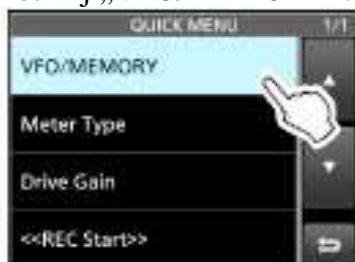 QUICK MENU 1/1
VFO/MEMORY
Meter Type
Drive Gain
<<REC Start>>